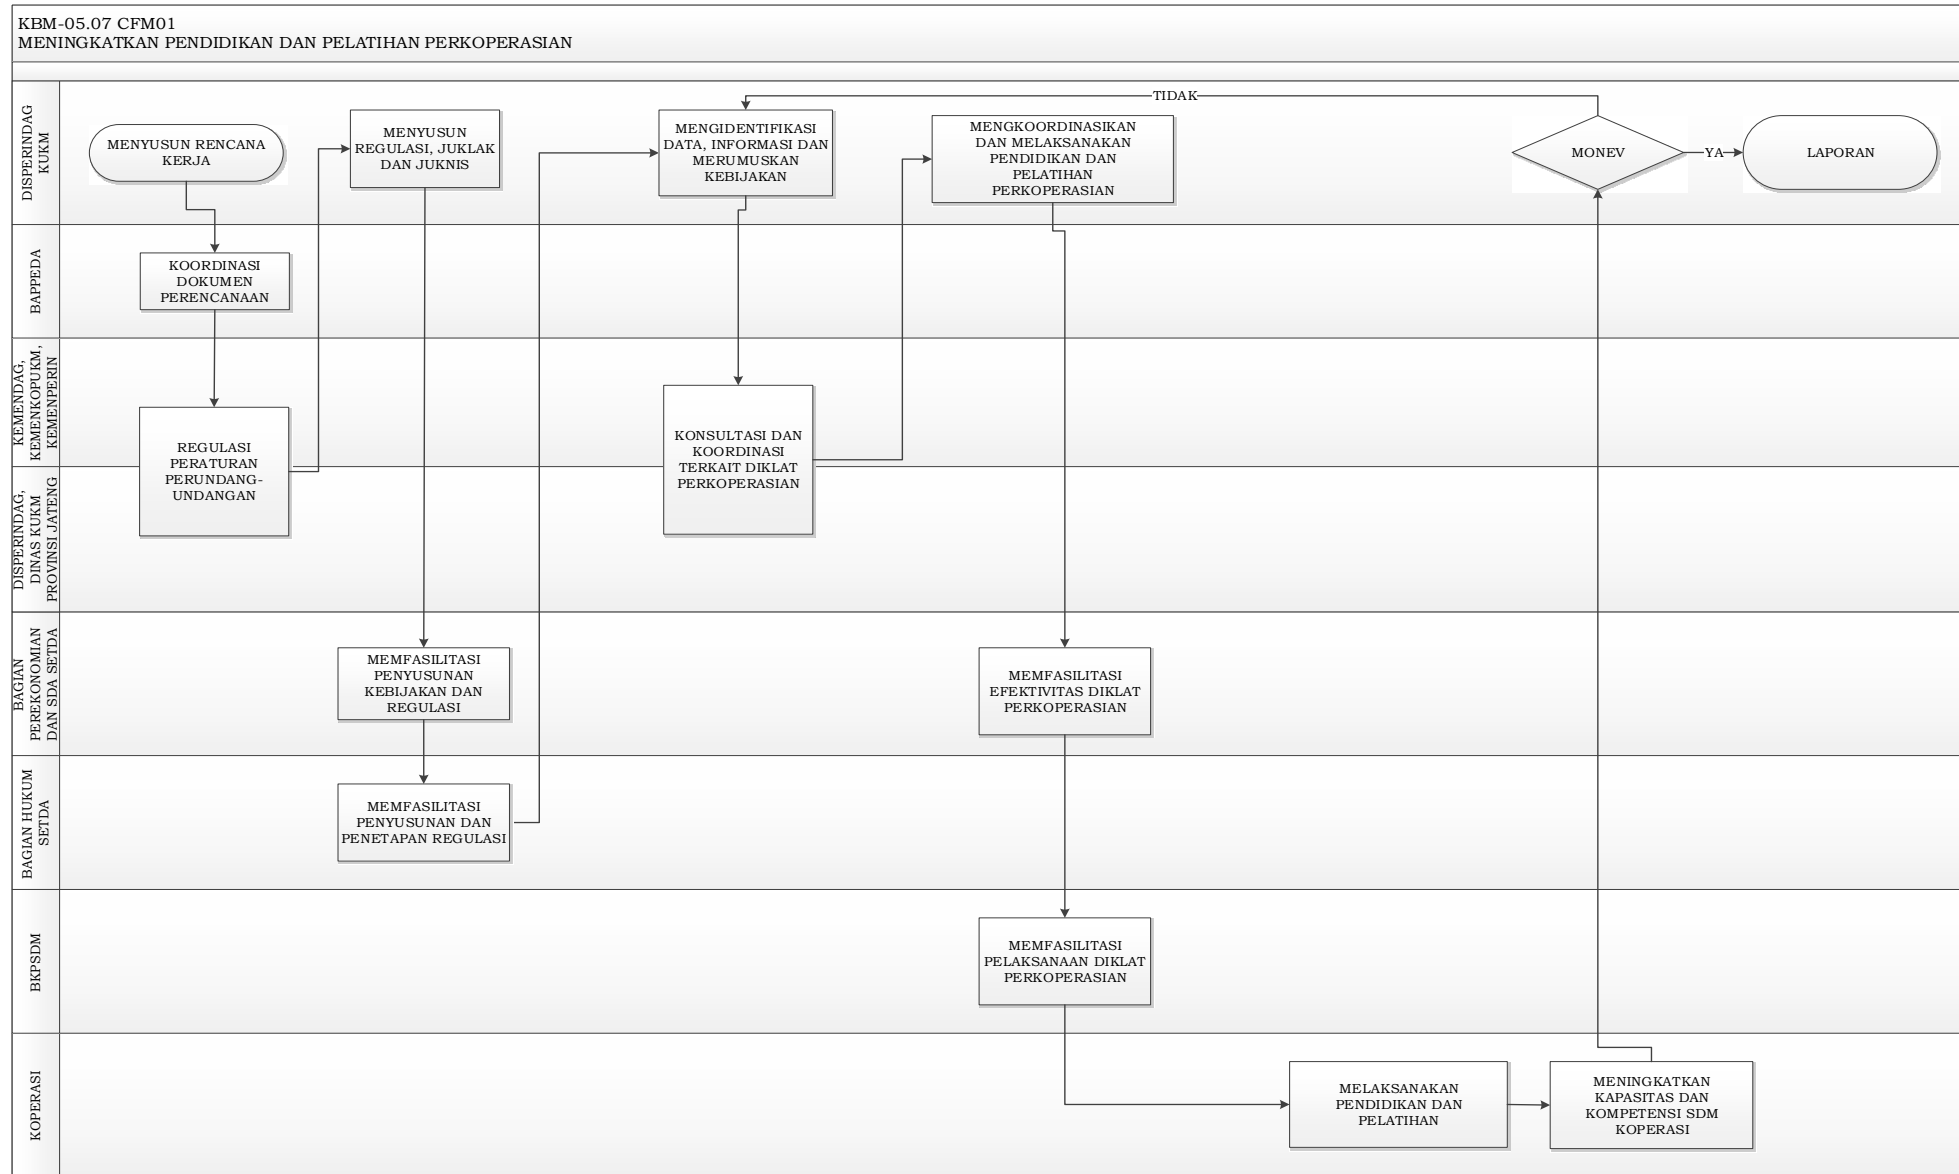 KBM-05.07 CFM01
MENINGKATKAN PENDIDIKAN DAN PELATIHAN PERKOPERASIAN
DISPERINDAG
KUKM
MENYUSUN RENCANA
KERJA
MENYUSUN
REGULASI, JUKLAK
DAN JUKNIS
MENGIDENTIFIKASI
DATA, INFORMASI DAN
MERUMUSKAN
KEBIJAKAN
MENGKOORDINASIKAN
DAN MELAKSANAKAN
PENDIDIKAN DAN
PELATIHAN
PERKOPERASIAN
TIDAK
MONEV
YA
LAPORAN
BAPPEDA
KOORDINASI
DOKUMEN
PERENCANAAN
KEMENDAG,
KEMENKOPUKM,
KEMENPERIN
REGULASI
PERATURAN
PERUNDANG-
UNDANGAN
KONSULTASI DAN
KOORDINASI
TERKAIT DIKLAT
PERKOPERASIAN
DISPERINDAG,
DINAS KUKM
PROVINSI JATENG
BAGIAN
PEREKONOMIAN
DAN SDA SETDA
MEMFASILITASI
PENYUSUNAN
KEBIJAKAN DAN
REGULASI
MEMFASILITASI
EFEKTIVITAS DIKLAT
PERKOPERASIAN
BAGIAN HUKUM
SETDA
MEMFASILITASI
PENYUSUNAN DAN
PENETAPAN REGULASI
BKPSDM
MEMFASILITASI
PELAKSANAAN DIKLAT
PERKOPERASIAN
KOPERASI
MELAKSANAKAN
PENDIDIKAN DAN
PELATIHAN
MENINGKATKAN
KAPASITAS DAN
KOMPETENSI SDM
KOPERASI